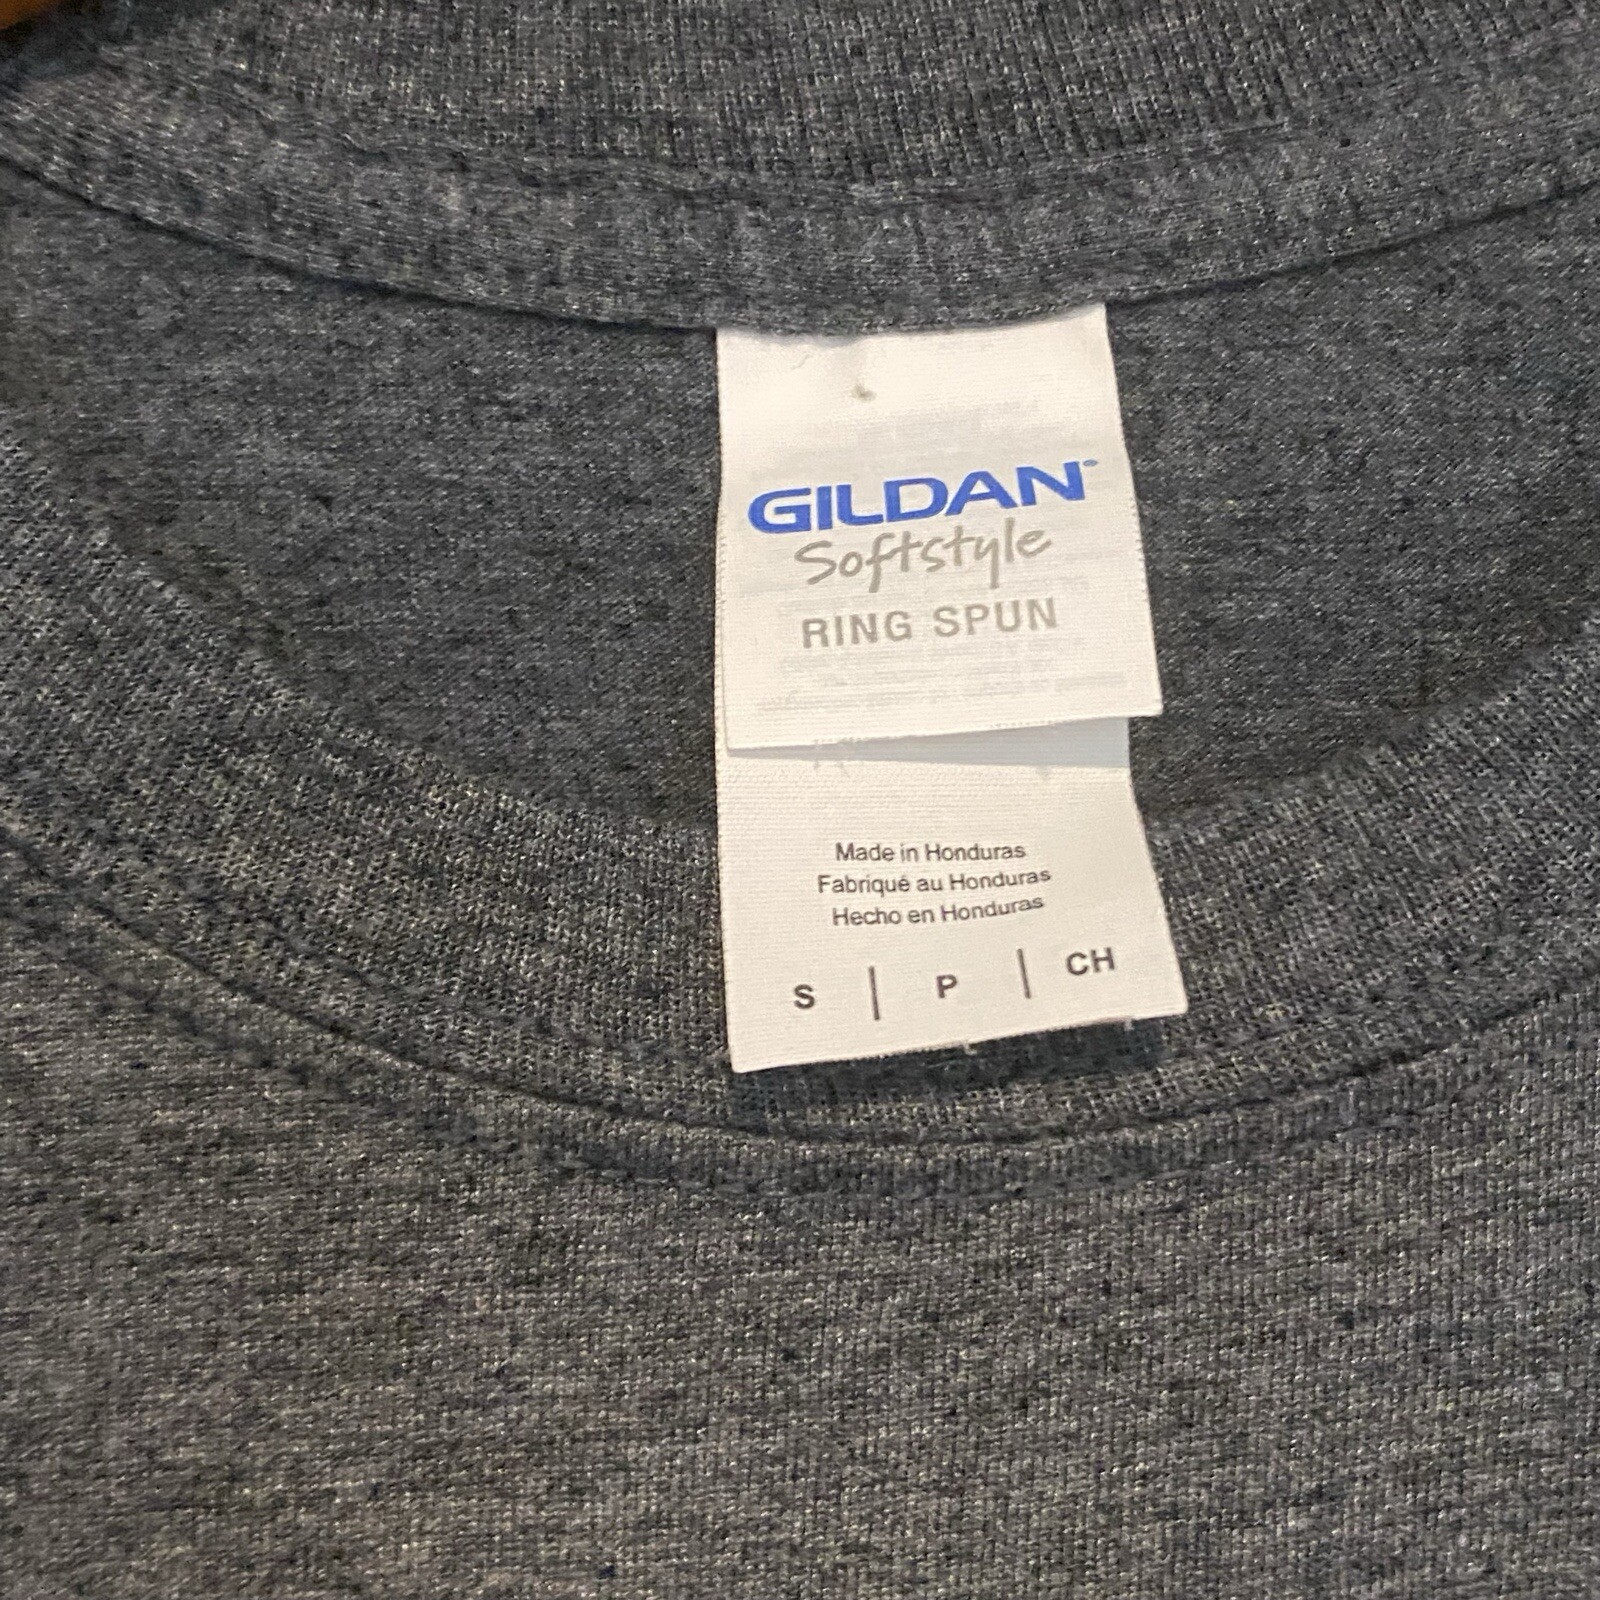 GILDAN
Softstyle
RING SPUN
Made in Honduras
Fabriqué au Honduras
Hecho en Honduras
S | P | CH